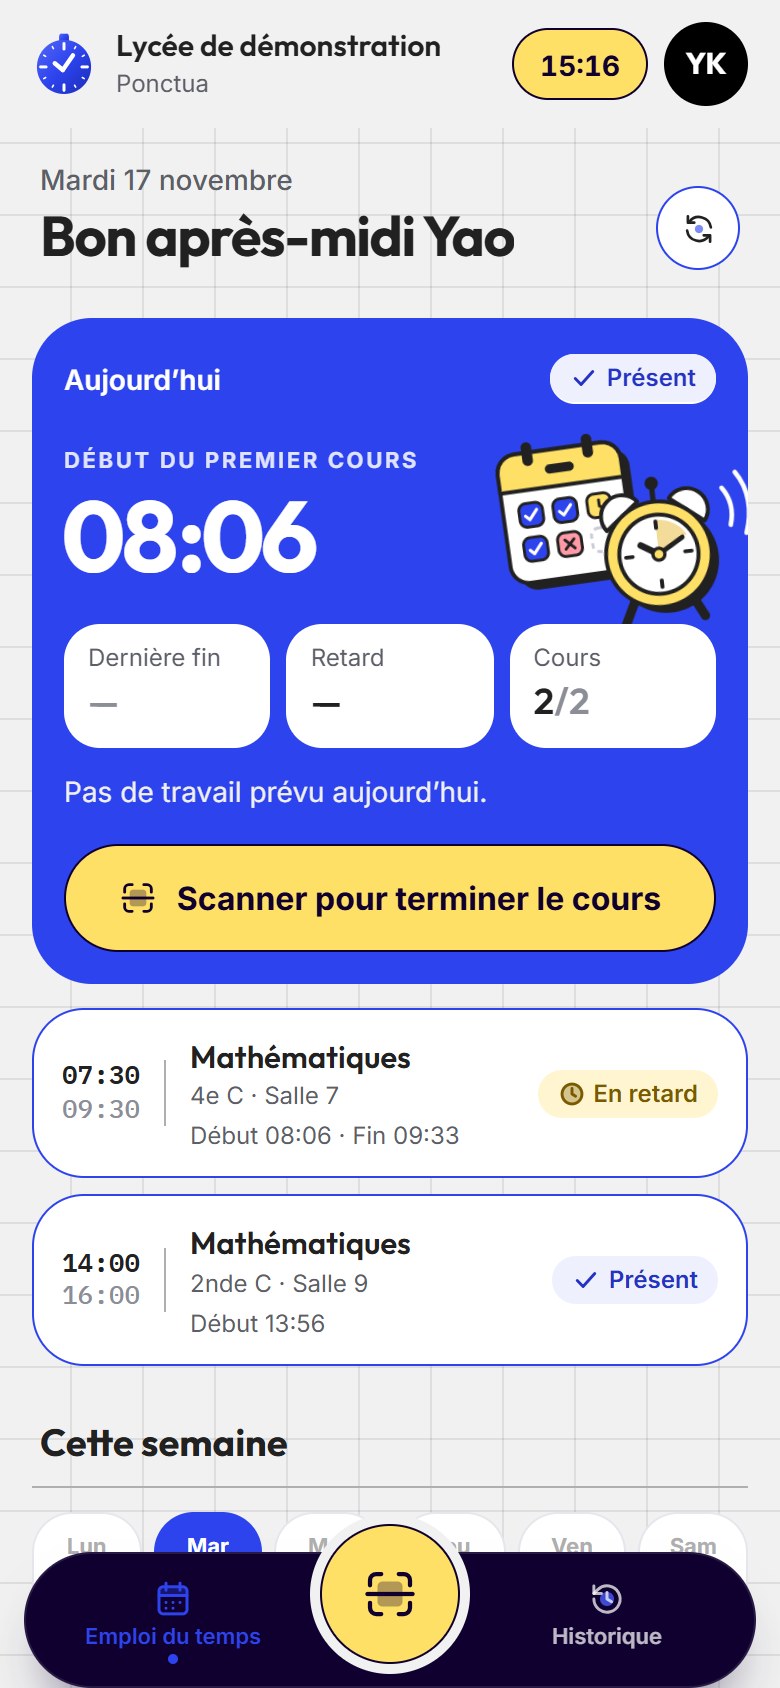 Lycée de démonstration
Ponctua
15:16
YK
Mardi 17 novembre
Bon après-midi Yao
Aujourd’hui
Présent
DÉBUT DU PREMIER COURS
08:06
Dernière fin
—
Retard
—
Cours
2/2
Pas de travail prévu aujourd’hui.
Scanner pour terminer le cours
07:30
09:30
Mathématiques
4e C · Salle 7
Début 08:06 · Fin 09:33
En retard
14:00
16:00
Mathématiques
2nde C · Salle 9
Début 13:56
Présent
Cette semaine
Lun
Mar
Ven
Sam
Emploi du temps
Historique